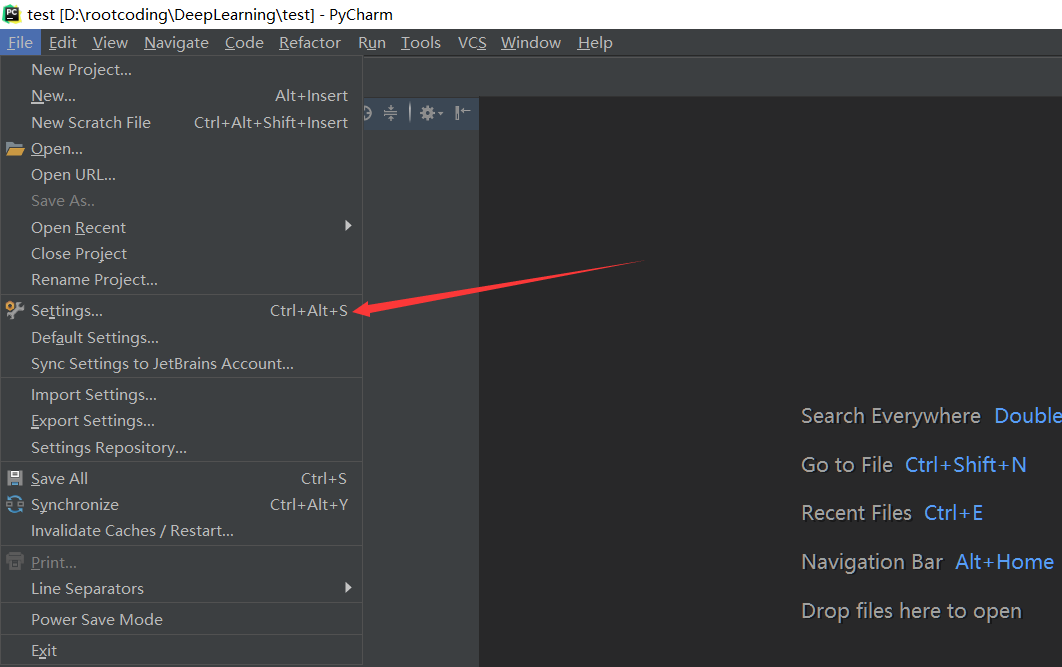 PC test [D:\rootcoding\DeepLearning\test] - PyCharm
File Edit View Navigate Code Refactor Run Tools VCS Window Help
New Project...
New... Alt+Insert
New Scratch File Ctrl+Alt+Shift+Insert
Open...
Open URL...
Save As..
Open Recent
Close Project
Rename Project...
Settings... Ctrl+Alt+S
Default Settings...
Sync Settings to JetBrains Account...
Import Settings...
Export Settings...
Settings Repository...
Save All Ctrl+S
Synchronize Ctrl+Alt+Y
Invalidate Caches / Restart...
Print...
Line Separators
Power Save Mode
Exit
Search Everywhere Double
Go to File Ctrl+Shift+N
Recent Files Ctrl+E
Navigation Bar Alt+Home
Drop files here to open